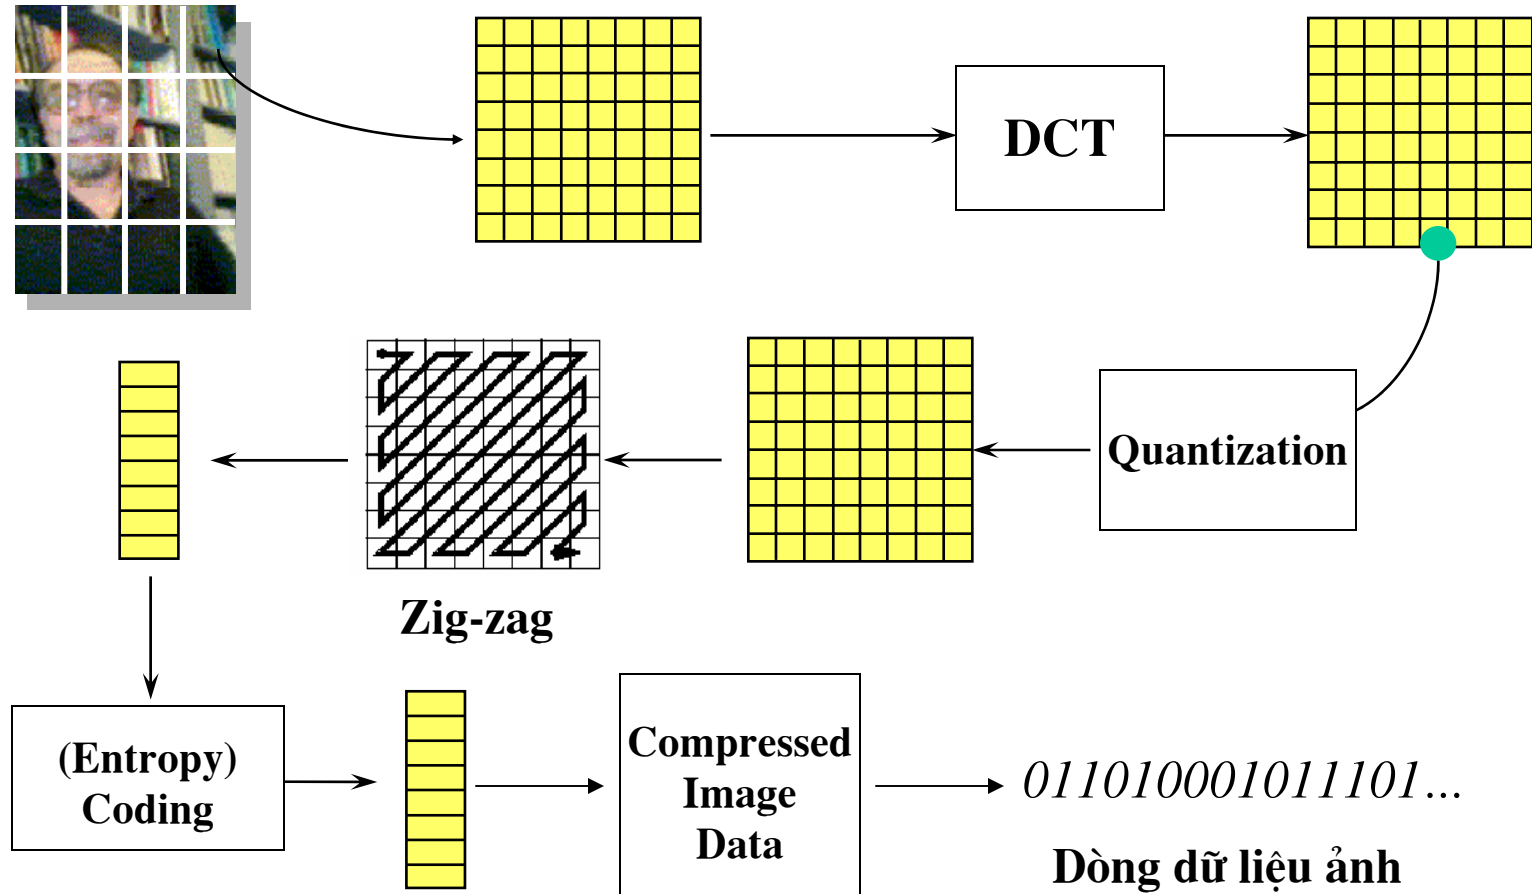 DCT
Quantization
Zig-zag
(Entropy)
Coding
Compressed
Image
Data
011010001011101...
Dòng dữ liệu ảnh